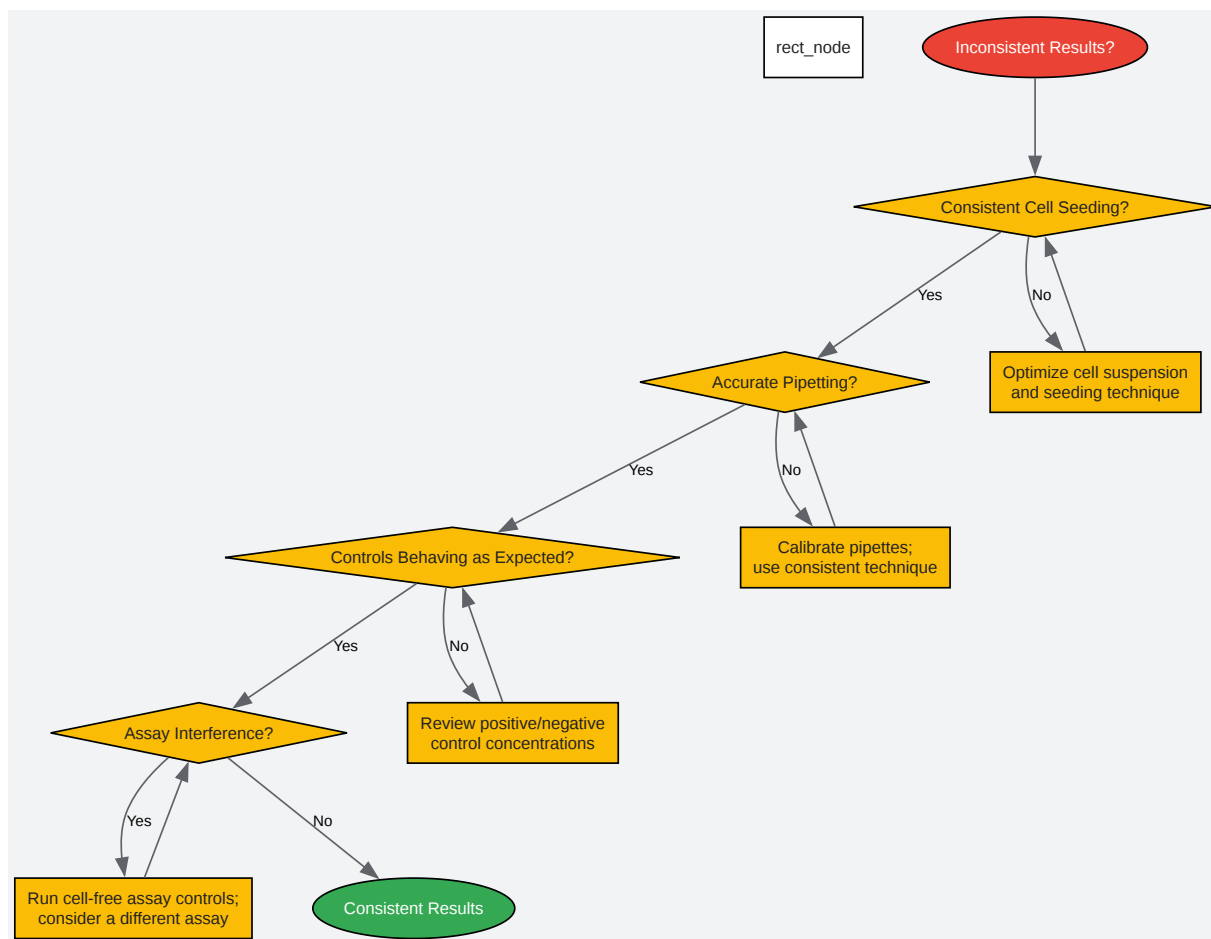 rect_node
Inconsistent Results?
Consistent Cell Seeding?
Yes
No
Accurate Pipetting?
Optimize cell suspension
and seeding technique
Yes
No
Controls Behaving as Expected?
Calibrate pipettes;
use consistent technique
Yes
No
Assay Interference?
Review positive/negative
control concentrations
Yes
No
Run cell-free assay controls;
consider a different assay
Consistent Results